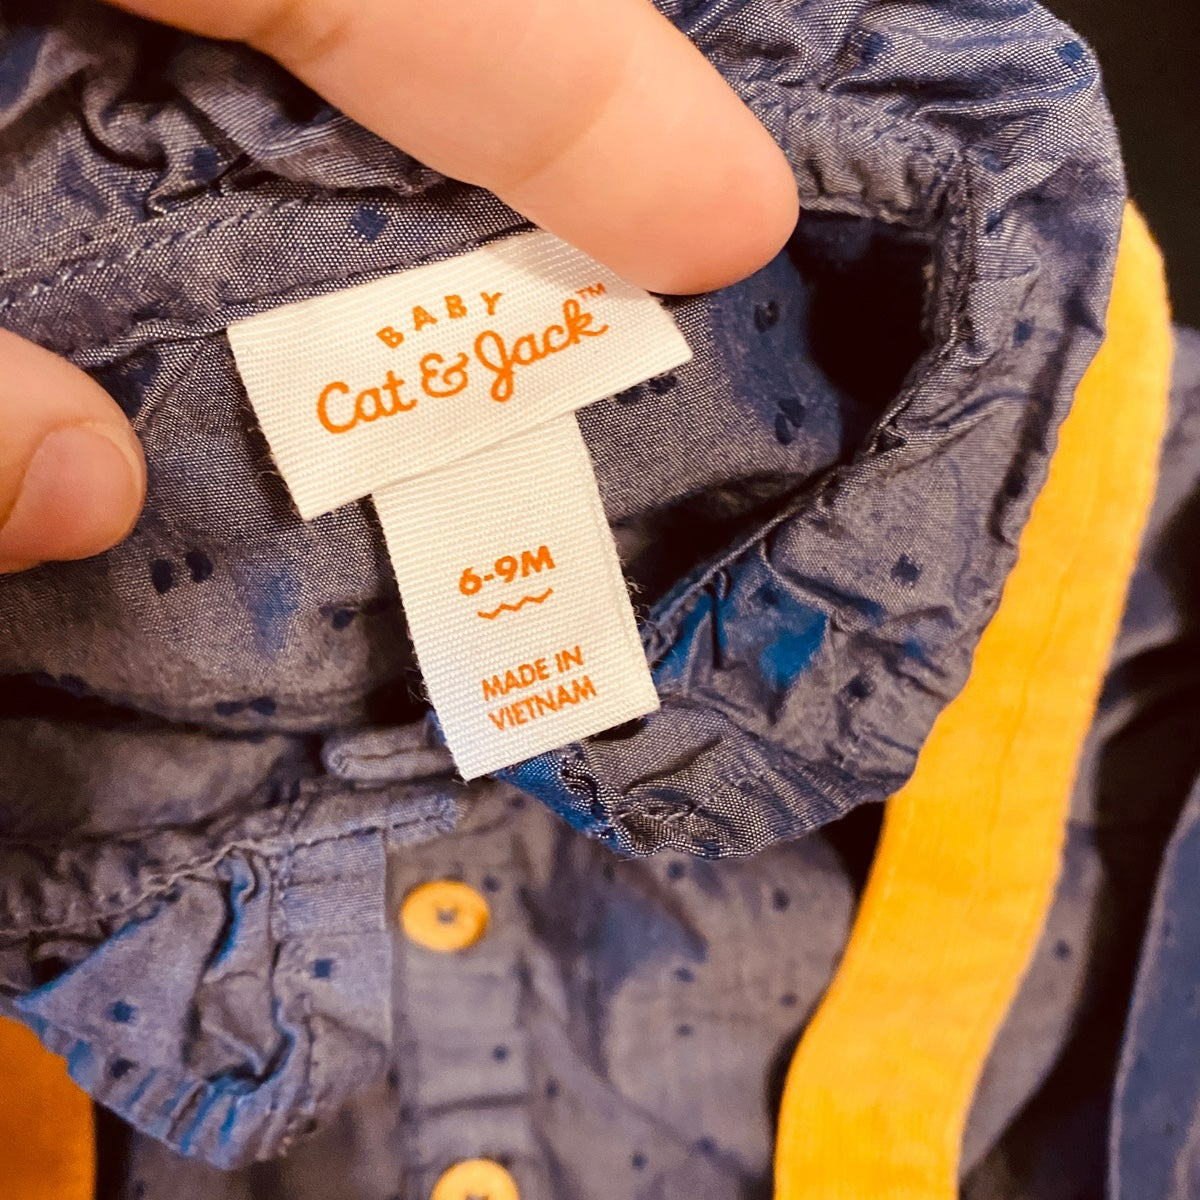 BABY
Cat & Jack™
6-9M
MADE IN
VIETNAM